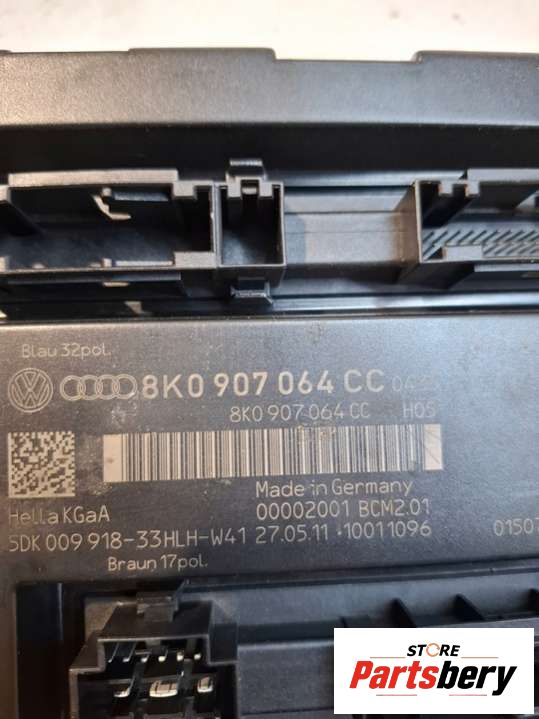 Blau 32pol.
8K0 907 064 CC
8K0 907 064 CC H05
Made in Germany
Hella KGaA 00002001 BCM2.01
5DK 009 918-33HLH-W41 27.05.11 +10011096 01507
Braun 17pol.
STORE
Partsbery